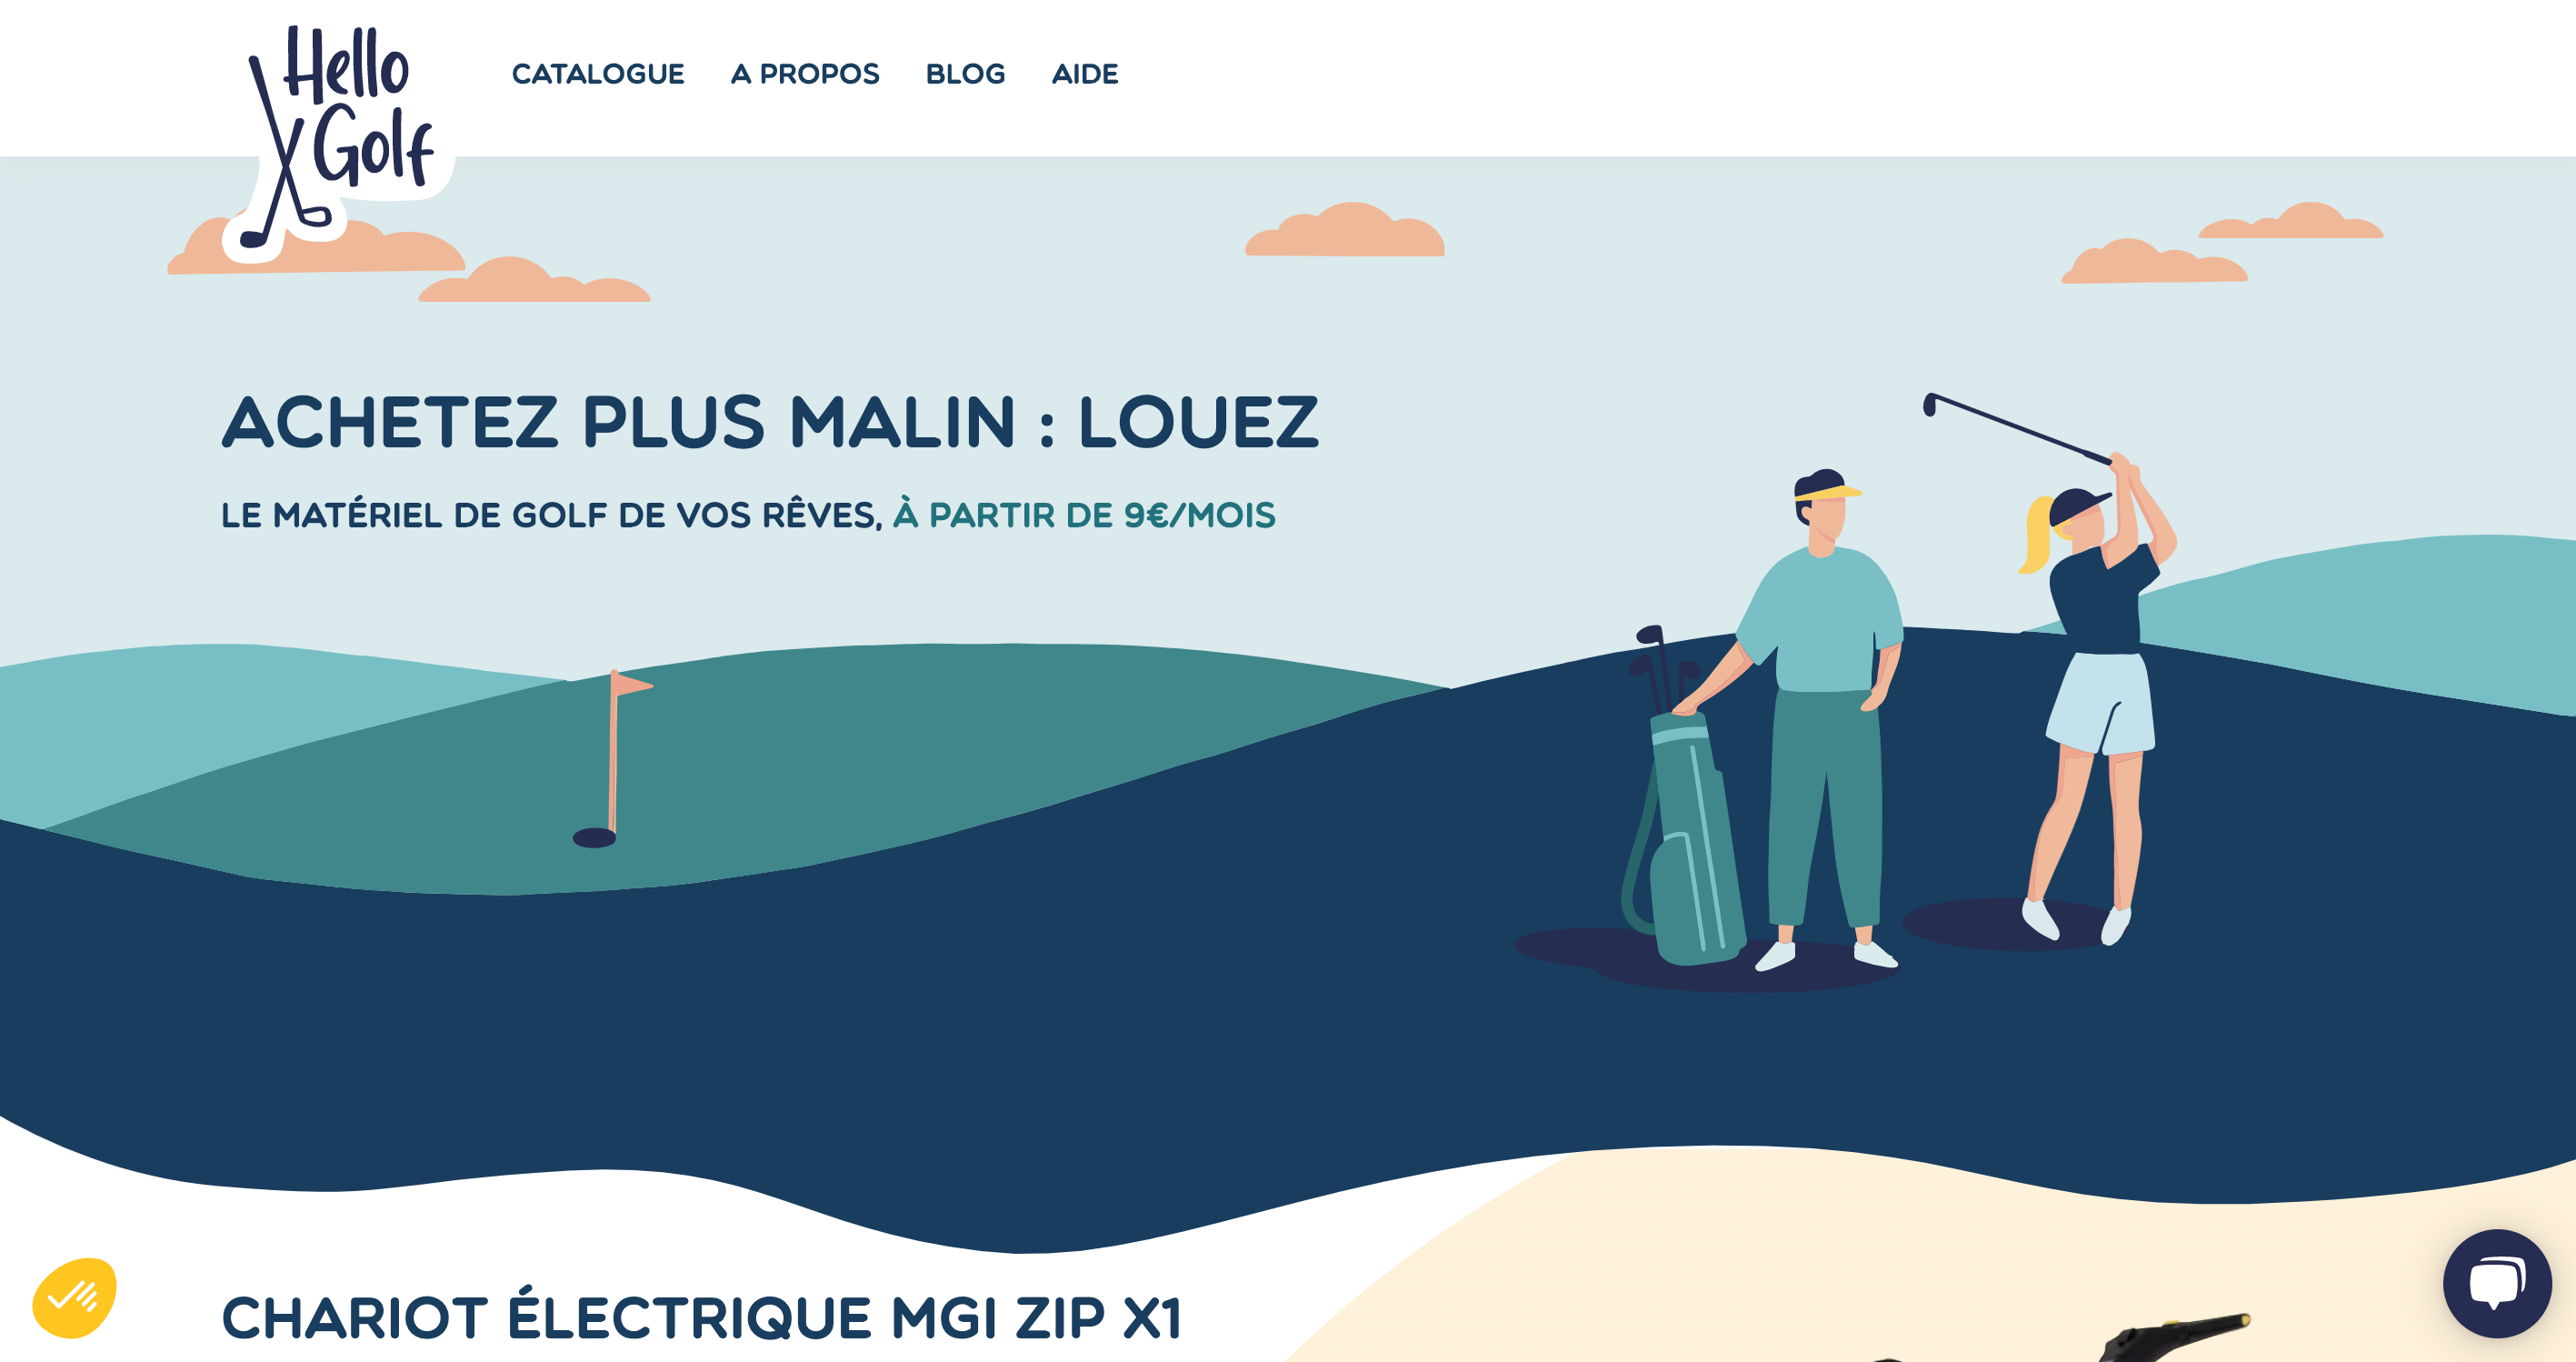 Hello
Golf
CATALOGUE A PROPOS BLOG AIDE
ACHETEZ PLUS MALIN : LOUEZ
LE MATÉRIEL DE GOLF DE VOS RÊVES, À PARTIR DE 9€/MOIS
CHARIOT ÉLECTRIQUE MGI ZIP X1